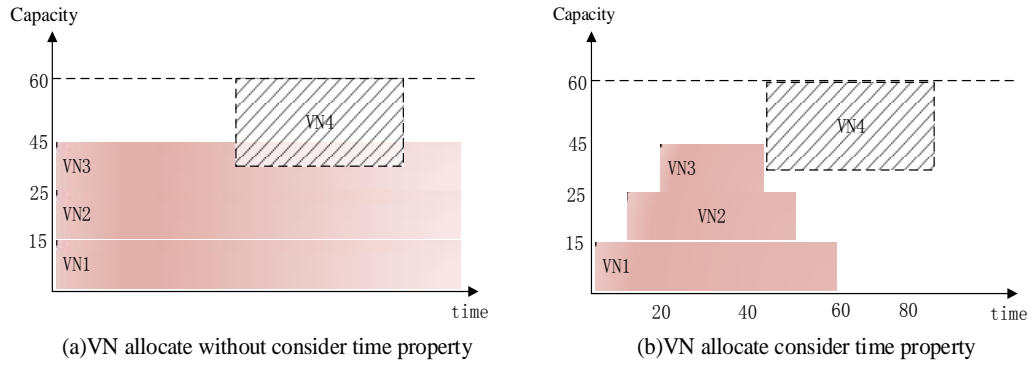 Capacity
60
VN4
45
VN3
25
VN2
15
VN1
time
(a)VN allocate without consider time property
Capacity
60
VN4
45
VN3
25
VN2
15
VN1
20 40 60 80
time
(b)VN allocate consider time property